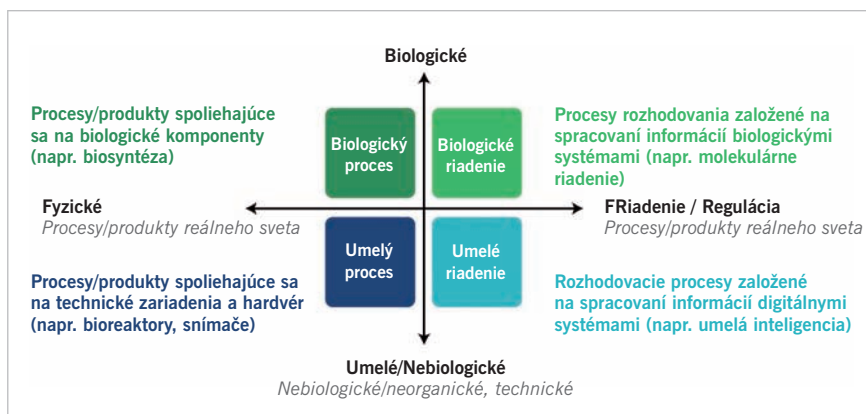 Biologické
Procesy/produkty spoliehajúce
sa na biologické komponenty
(napr. biosyntéza)
Biologický
proces
Biologické
riadenie
Procesy rozhodovania založené na
spracovaní informácií biologickými
systémami (napr. molekulárne
riadenie)
Fyzické
Procesy/produkty reálneho sveta
FRiadenie / Regulácia
Procesy/produkty reálneho sveta
Procesy/produkty spoliehajúce sa
na technické zariadenia a hardvér
(napr. bioreaktory, snímače)
Umelý
proces
Umelé
riadenie
Rozhodovacie procesy založené
na spracovaní informácií digitálnymi
systémami (napr. umelá inteligencia)
Umelé/Nebiologické
Nebiologické/neorganické, technické